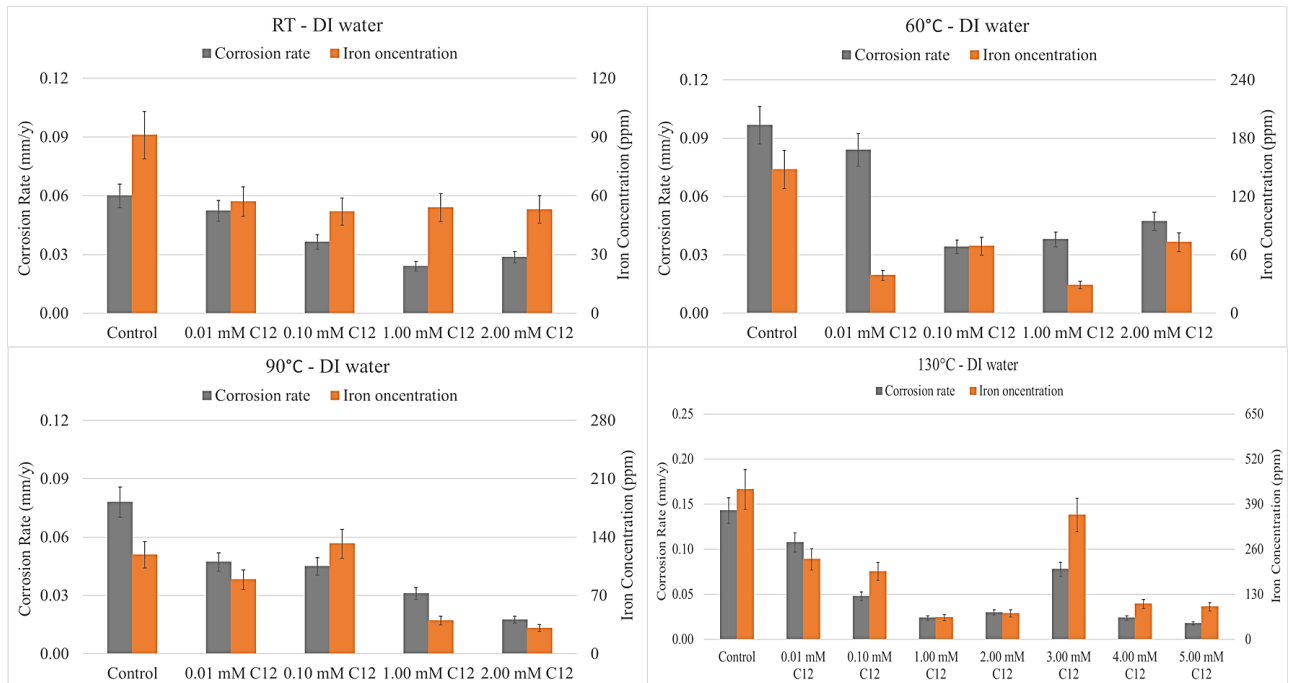 RT - DI water
Corrosion rate Iron oncentration
Corrosion Rate (mm/y)
0.12
0.09
0.06
0.03
0.00
120
90
60
30
0
Iron Concentration (ppm)
Control 0.01 mM C12 0.10 mM C12 1.00 mM C12 2.00 mM C12
60°C - DI water
Corrosion rate Iron oncentration
Corrosion Rate (mm/y)
0.12
0.09
0.06
0.03
0.00
240
180
120
60
0
Iron Concentration (ppm)
Control 0.01 mM C12 0.10 mM C12 1.00 mM C12 2.00 mM C12
90°C - DI water
Corrosion rate Iron oncentration
Corrosion Rate (mm/y)
0.12
0.09
0.06
0.03
0.00
280
210
140
70
0
Iron Concentration (ppm)
Control 0.01 mM C12 0.10 mM C12 1.00 mM C12 2.00 mM C12
130°C - DI water
Corrosion rate Iron oncentration
Corrosion Rate (mm/y)
0.25
0.20
0.15
0.10
0.05
0.00
650
520
390
260
130
0
Iron Concentration (ppm)
Control 0.01 mM 0.10 mM 1.00 mM 2.00 mM 3.00 mM 4.00 mM 5.00 mM
C12 C12 C12 C12 C12 C12 C12